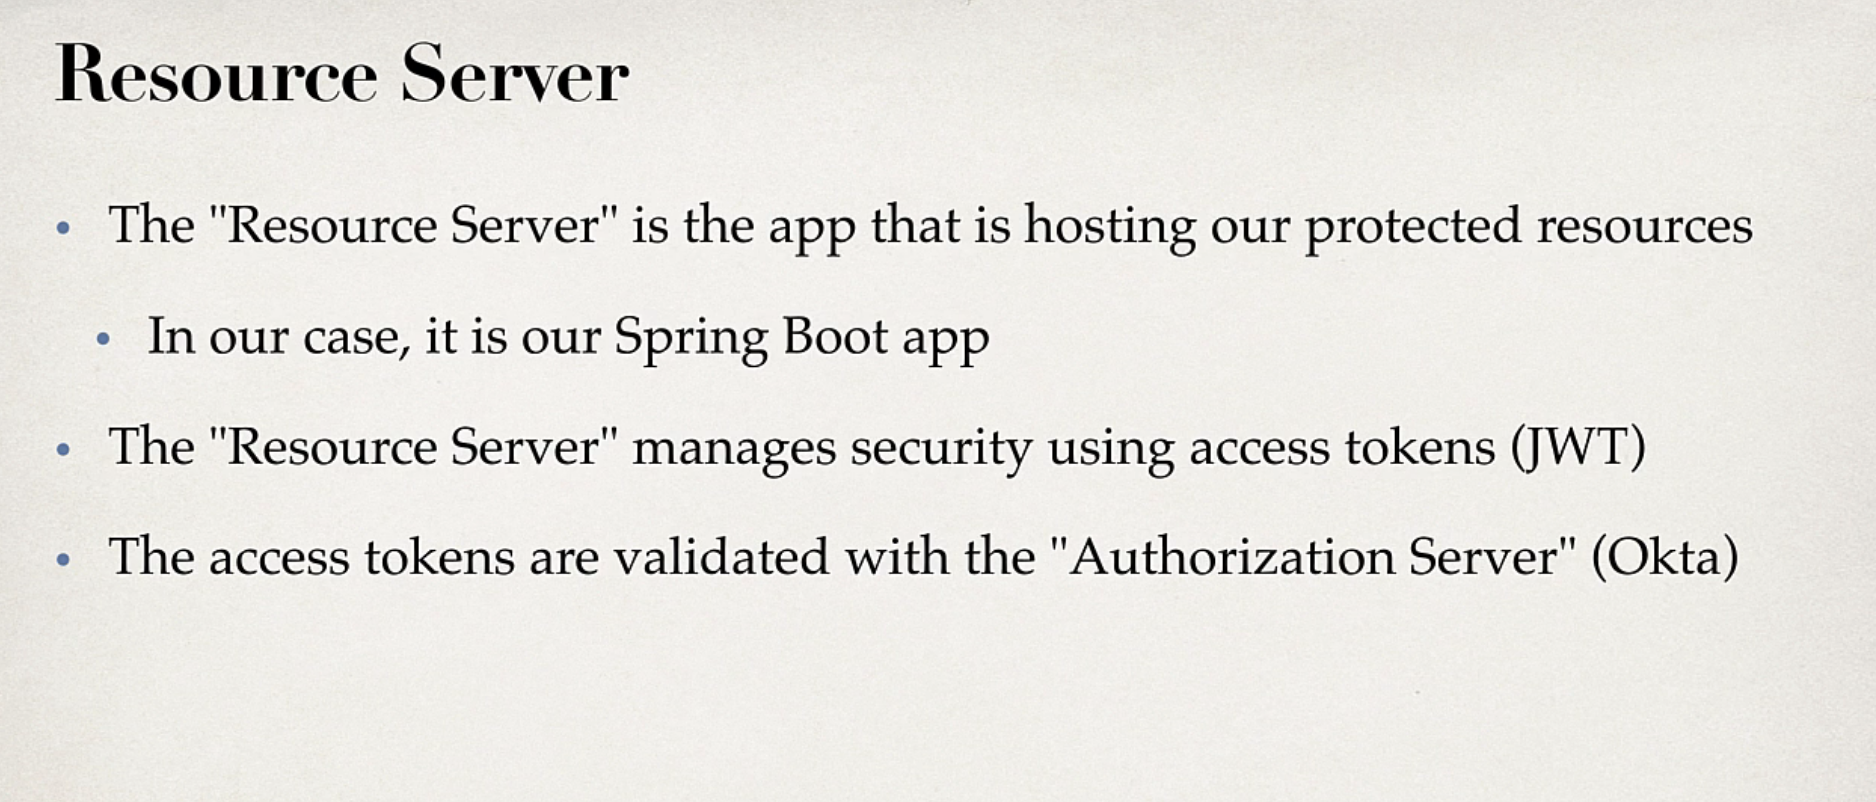 Resource Server
• The "Resource Server" is the app that is hosting our protected resources
• In our case, it is our Spring Boot app
• The "Resource Server" manages security using access tokens (JWT)
• The access tokens are validated with the "Authorization Server" (Okta)